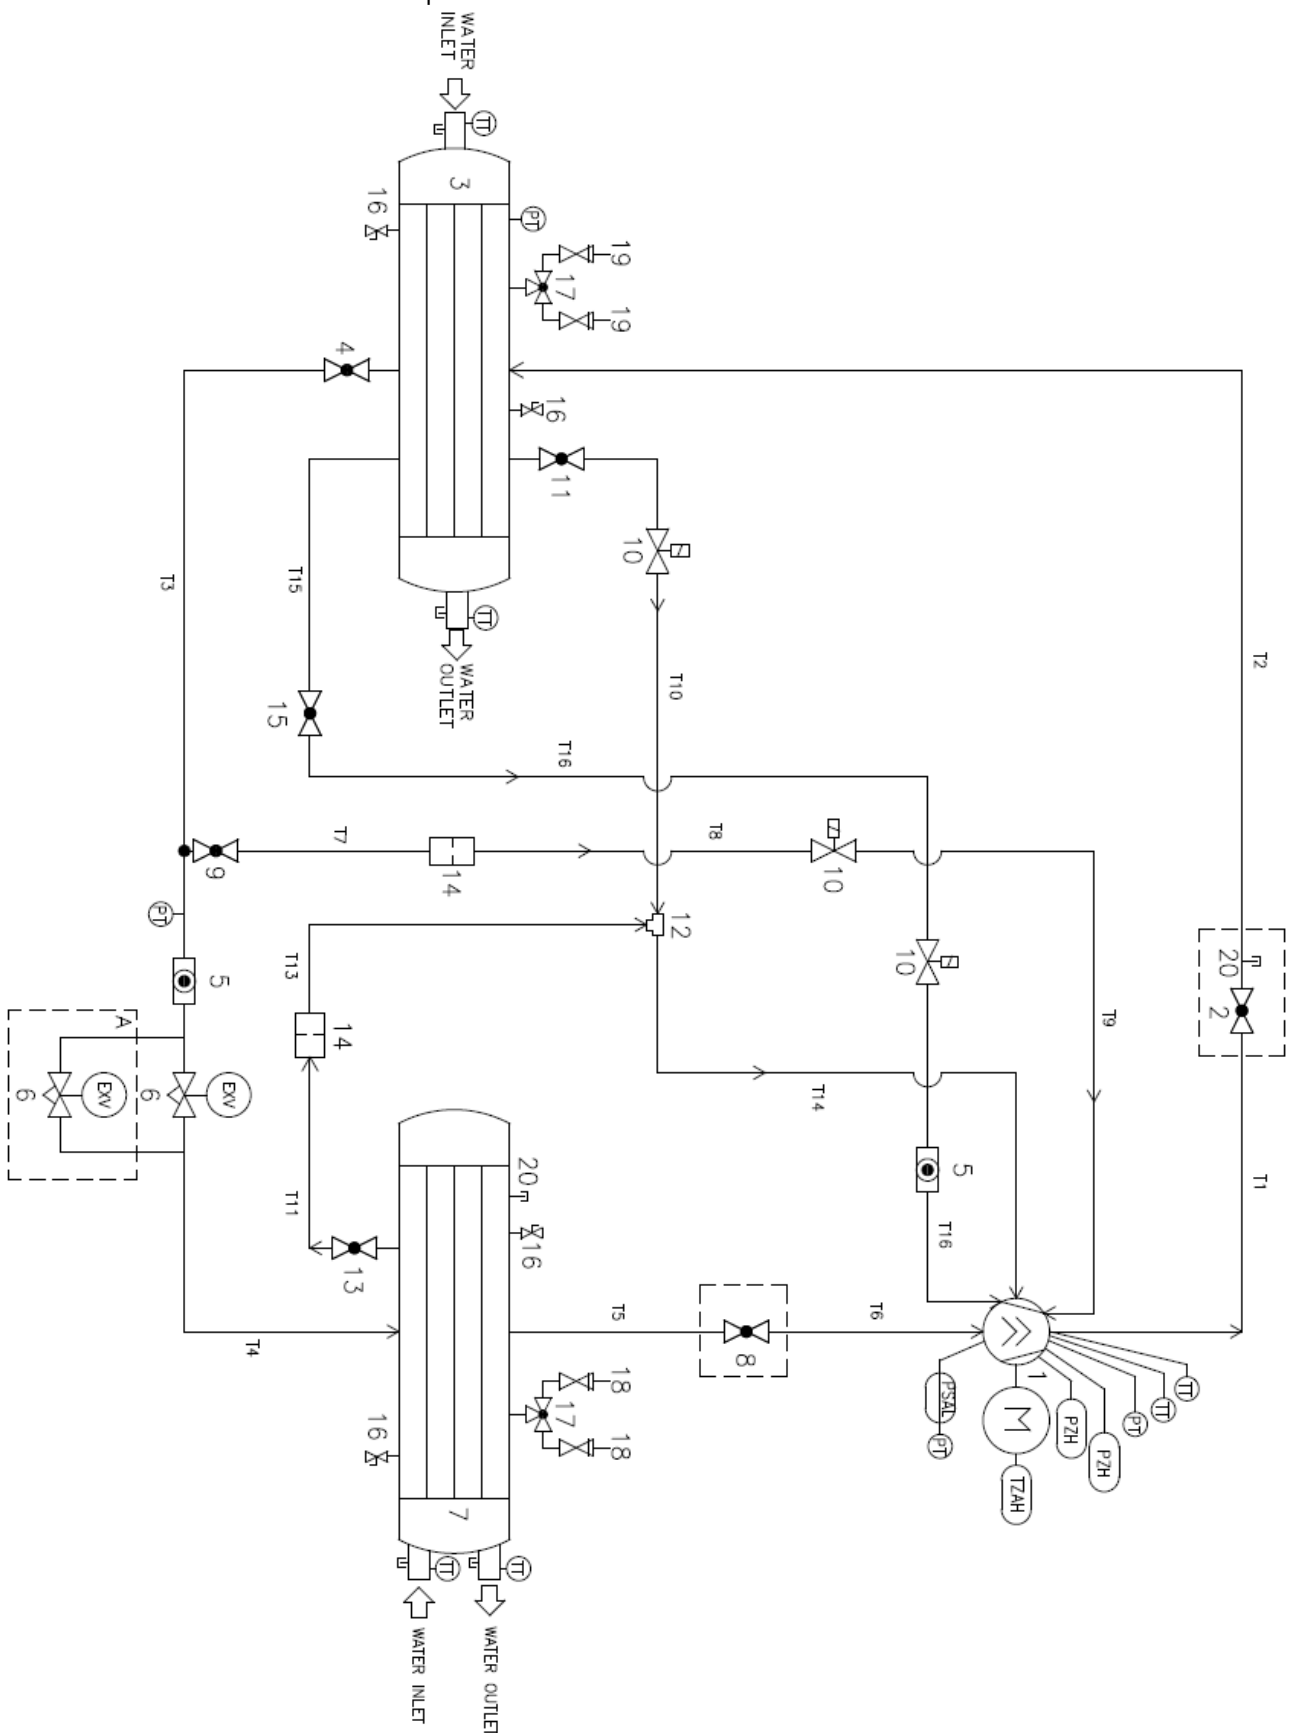 WATER
INLET
TT
3
16
PT
19
17
19
4
16
11
10
T3
T15
TT
WATER
OUTLET
T10
T2
15
T16
T7
14
T8
10
9
PT
12
T13
10
20
2
T9
5
14
A
EXV
6
EXV
6
T14
T1
5
20
16
T11
13
T16
T4
T5
8
T6
1
18
17
18
16
7
M
PSAL
PT
PZH
PZH
PT
TT
TT
TZAH
TT
TT
WATER INLET
WATER OUTLET